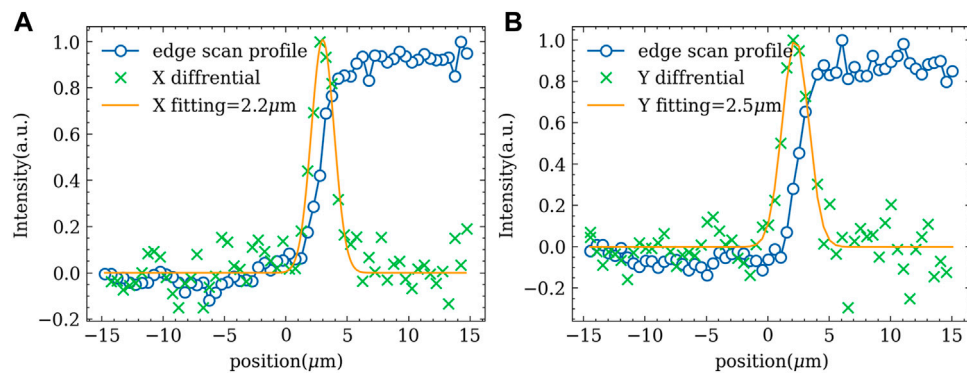 A
edge scan profile
X diffrential
X fitting=2.2μm
Intensity(a.u.)
1.0
0.8
0.6
0.4
0.2
0.0
−0.2
−15
−10
−5
0
5
10
15
position(μm)
B
edge scan profile
Y diffrential
Y fitting=2.5μm
Intensity(a.u.)
1.0
0.8
0.6
0.4
0.2
0.0
−0.2
−15
−10
−5
0
5
10
15
position(μm)